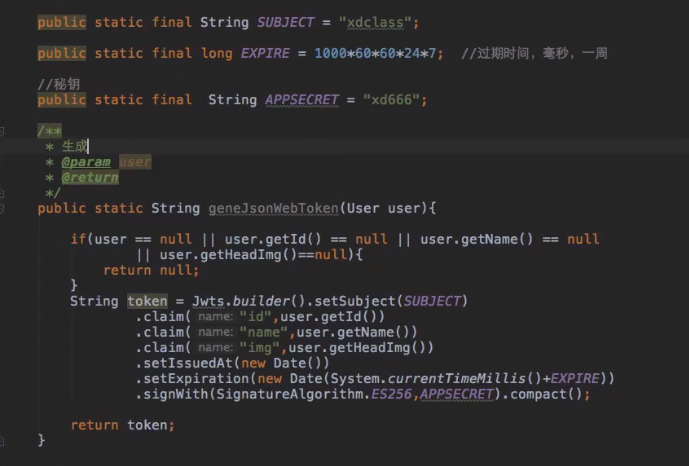 public static final String SUBJECT = "xdclass";
public static final long EXPIRE = 1000*60*60*24*7;  //过期时间，毫秒，一周
//秘钥
public static final  String APPSECRET = "xd666";
/**
 * 生成
 * @param user
 * @return
 */
public static String geneJsonWebToken(User user){
if(user == null || user.getId() == null || user.getName() == null
|| user.getHeadImg()==null){
return null;
}
String token = Jwts.builder().setSubject(SUBJECT)
.claim( name: "id",user.getId())
.claim( name: "name",user.getName())
.claim( name: "img",user.getHeadImg())
.setIssuedAt(new Date())
.setExpiration(new Date(System.currentTimeMillis()+EXPIRE))
.signWith(SignatureAlgorithm.ES256,APPSECRET).compact();
return token;
}